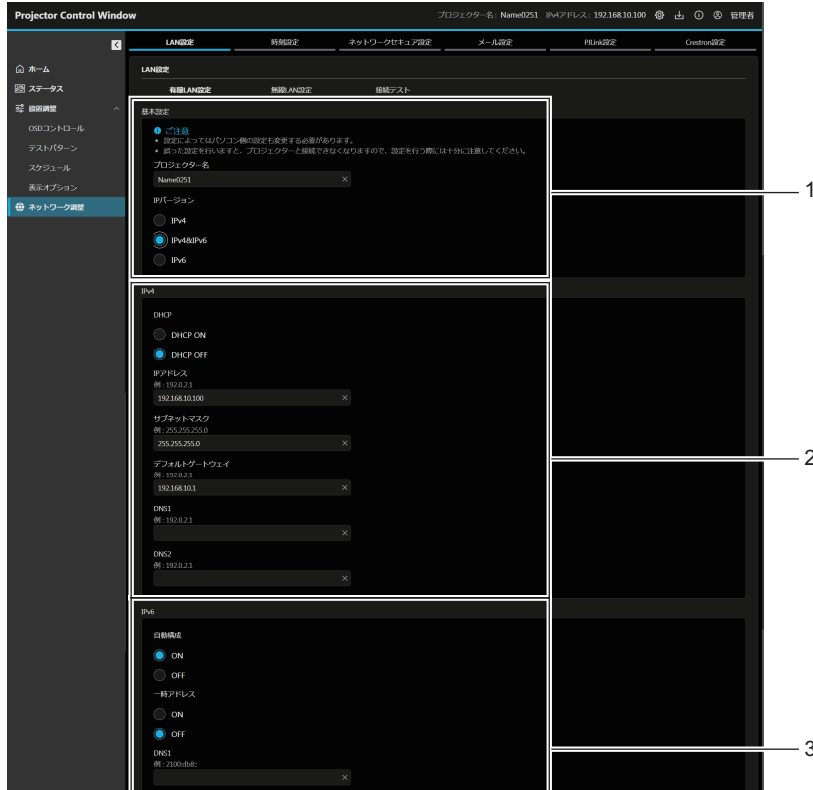 Projector Control Window
プロジェクター名: Name0251 IPv4アドレス: 192.168.10.100 管理者
LAN設定 時刻設定 ネットワークセキュア設定 メール設定 PJLink設定 Crestron設定
ホーム
ステータス
設置調整
OSDコントロール
テストパターン
スケジュール
表示オプション
ネットワーク調整
LAN設定
有線LAN設定 無線LAN設定 接続テスト
基本設定
ご注意
• 設定によってはパソコン側の設定も変更する必要があります。
• 誤った設定を行いますと、プロジェクターと接続できなくなりますので、設定を行う際には十分に注意してください。
プロジェクター名
Name0251
IPバージョン
IPv4
IPv4&IPv6
IPv6
1
IPv4
DHCP
DHCP ON
DHCP OFF
IPアドレス
例 : 192.0.2.1
192.168.10.100
サブネットマスク
例 : 255.255.255.0
255.255.255.0
デフォルトゲートウェイ
例 : 192.0.2.1
192.168.10.1
DNS1
例 : 192.0.2.1
DNS2
例 : 192.0.2.1
2
IPv6
自動構成
ON
OFF
一時アドレス
ON
OFF
DNS1
例 : 2100:db8::
3